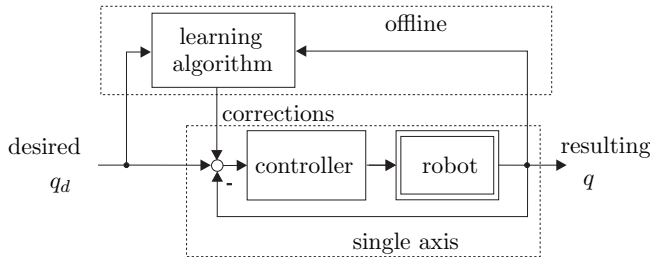 offline
learning
algorithm
corrections
desired
q_d
controller
robot
resulting
q
-
single axis